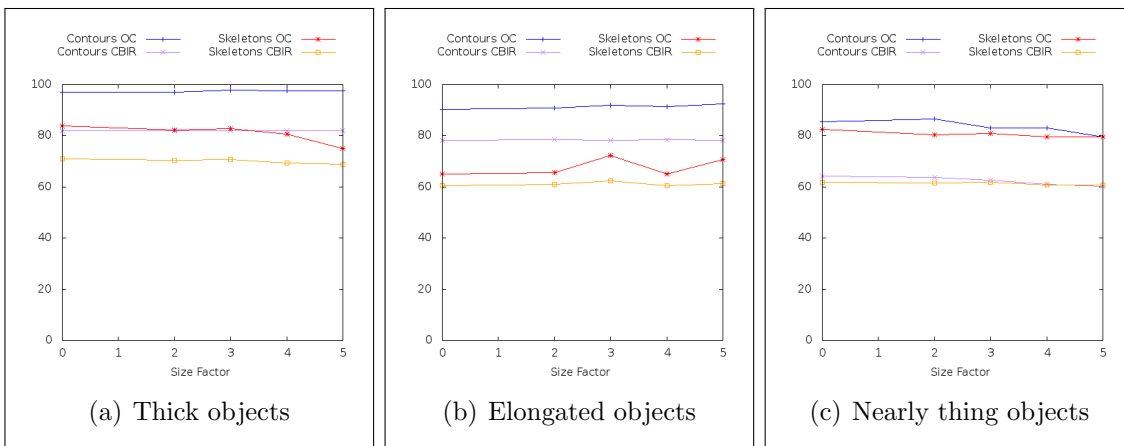 Contours OC Skeletons OC
Contours CBIR Skeletons CBIR
100
80
60
40
20
0
0 1 2 3 4 5
Size Factor
(a) Thick objects
Contours OC Skeletons OC
Contours CBIR Skeletons CBIR
100
80
60
40
20
0
0 1 2 3 4 5
Size Factor
(b) Elongated objects
Contours OC Skeletons OC
Contours CBIR Skeletons CBIR
100
80
60
40
20
0
0 1 2 3 4 5
Size Factor
(c) Nearly thing objects